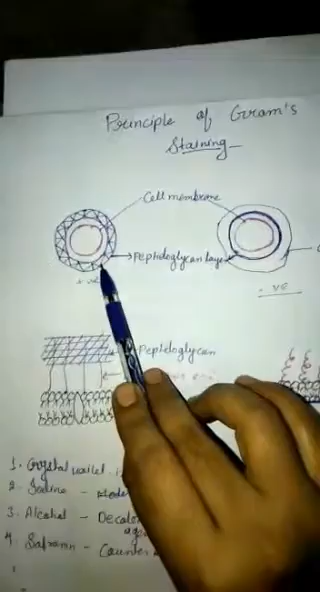 Principle of Gram's
Staining
Cell membrane
Peptidoglycan layer
+ ve
- ve
Peptidoglycan
1. Crystal
2. Iodine -
3. Alcohol - Decolo
4. Safranin - Counter